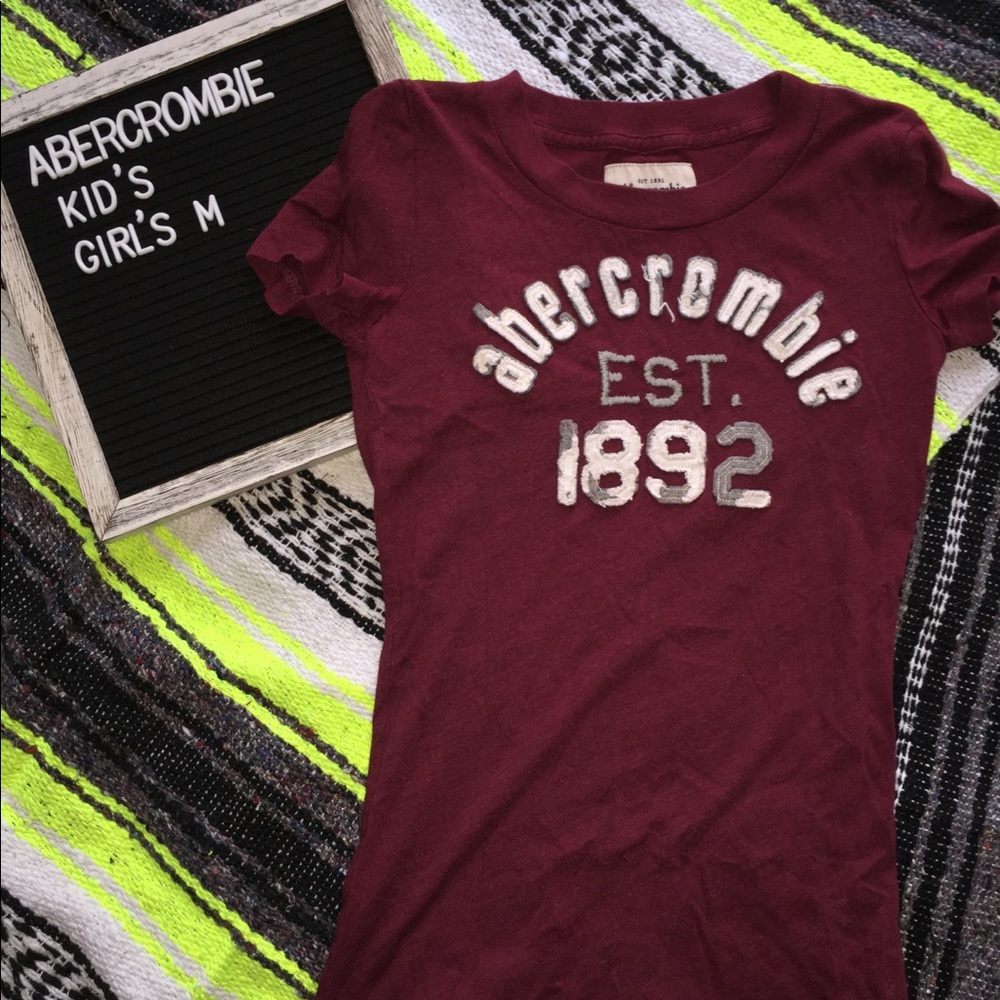 ABERCROMBIE
KID'S
GIRL'S M
abercrombie
EST.
1892